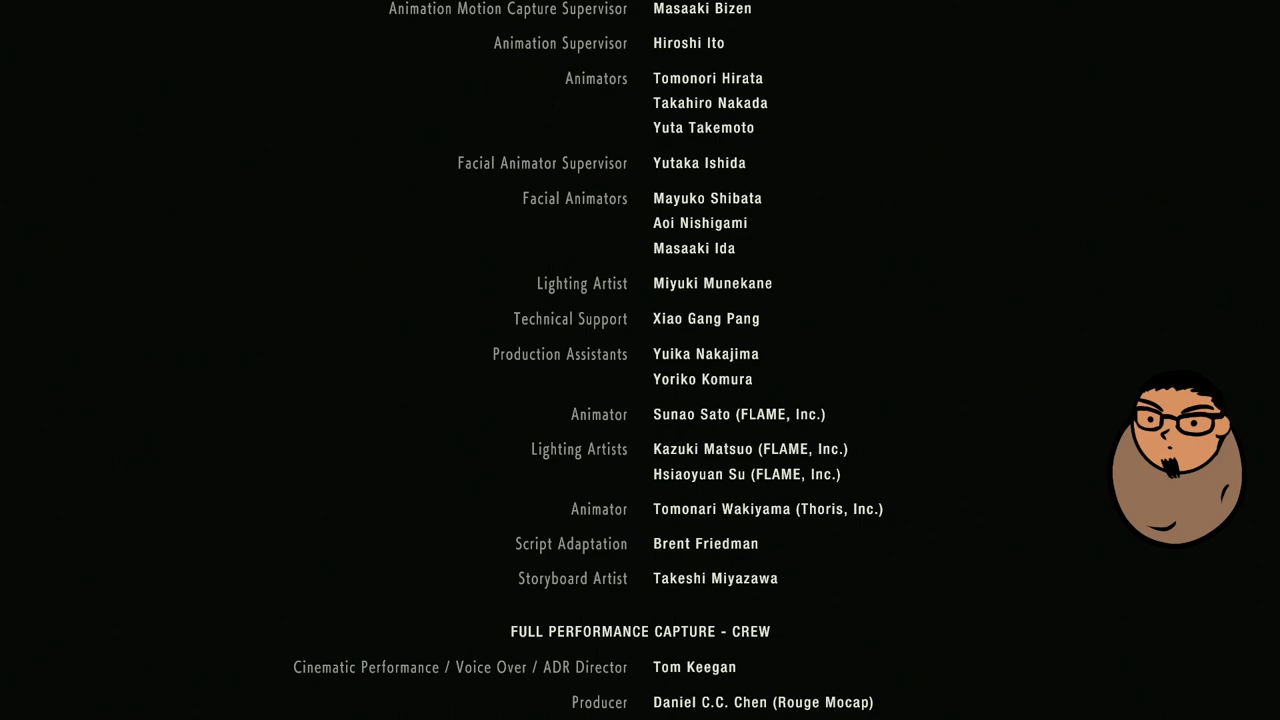 Animation Motion Capture Supervisor Masaaki Bizen
Animation Supervisor Hiroshi Ito
Animators Tomonori Hirata
Takahiro Nakada
Yuta Takemoto
Facial Animator Supervisor Yutaka Ishida
Facial Animators Mayuko Shibata
Aoi Nishigami
Masaaki Ida
Lighting Artist Miyuki Munekane
Technical Support Xiao Gang Pang
Production Assistants Yuika Nakajima
Yoriko Komura
Animator Sunao Sato (FLAME, Inc.)
Lighting Artists Kazuki Matsuo (FLAME, Inc.)
Hsiaoyuan Su (FLAME, Inc.)
Animator Tomonari Wakiyama (Thoris, Inc.)
Script Adaptation Brent Friedman
Storyboard Artist Takeshi Miyazawa
FULL PERFORMANCE CAPTURE - CREW
Cinematic Performance / Voice Over / ADR Director Tom Keegan
Producer Daniel C.C. Chen (Rouge Mocap)